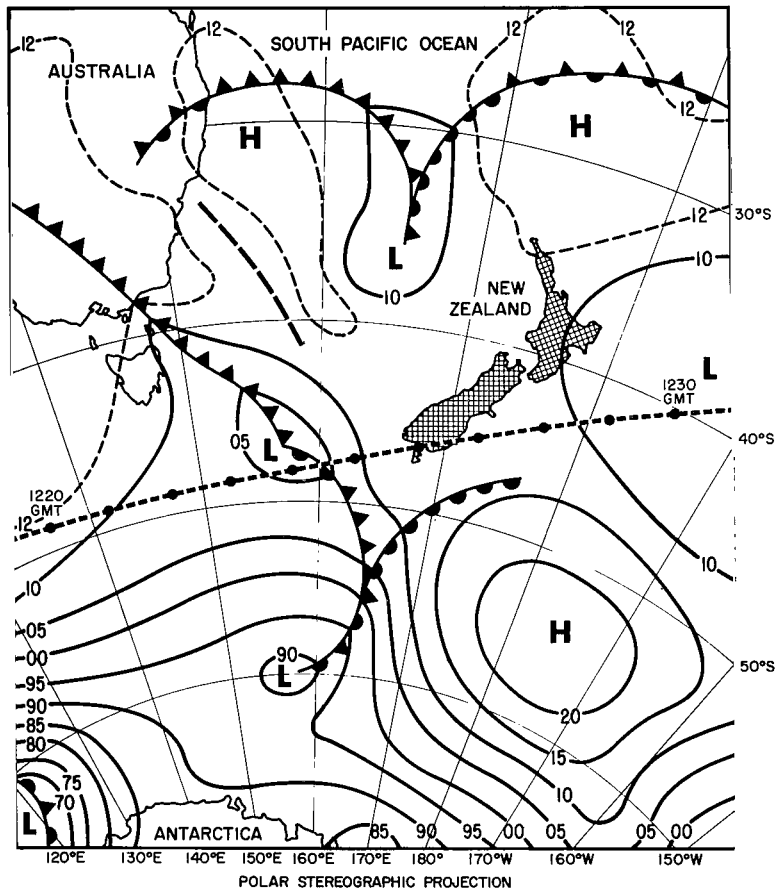 12
12
12
SOUTH PACIFIC OCEAN
AUSTRALIA
12
H
H
12
30°S
L
10
10
NEW
ZEALAND
L
1230
GMT
05
L
40°S
1220
GMT
12
10
10
05
00
95
90
85
80
75
70
L
90
L
H
50°S
20
15
10
ANTARCTICA
85 90 95 00 05
05 00
120°E 130°E 140°E 150°E 160°E 170°E 180° 170°W 160°W 150°W
POLAR STEREOGRAPHIC PROJECTION